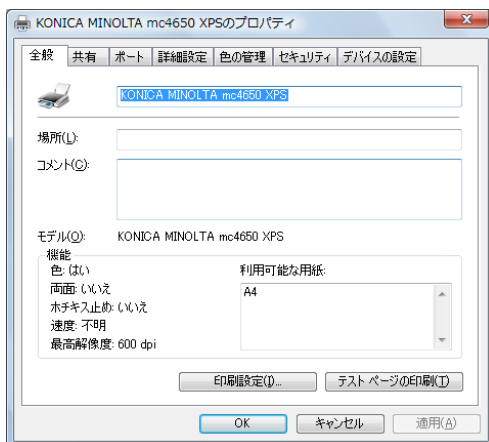 KONICA MINOLTA mc4650 XPSのプロパティ
全般 共有 ポート 詳細設定 色の管理 セキュリティ デバイスの設定
KONICA MINOLTA mc4650 XPS
場所(L):
コメント(C):
モデル(O): KONICA MINOLTA mc4650 XPS
機能
色: はい 利用可能な用紙:
両面: いいえ A4
ホチキス止め: いいえ
速度: 不明
最高解像度: 600 dpi
印刷設定(I)... テスト ページの印刷(T)
OK キャンセル 適用(A)